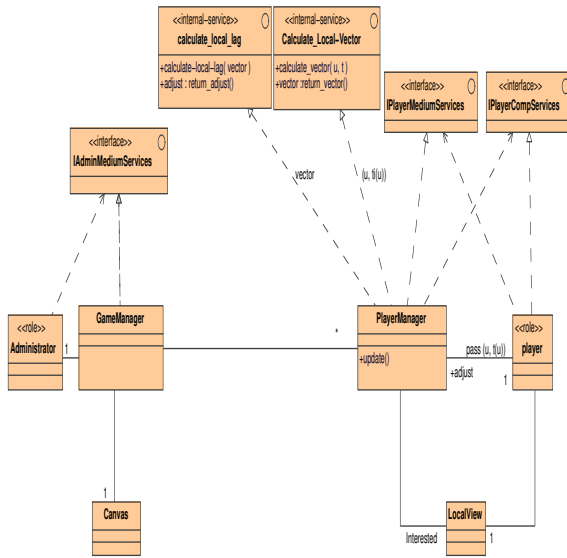 <<internal-service>>
calculate_local_lag
+calculate-local-lag( vector )
+adjust : return_adjust()
<<internal-service>>
Calculate_Local-Vector
+calculate_vector( u, t )
+vector :return_vector()
<<interface>>
IPlayerMediumServices
<<interface>>
IPlayerCompServices
<<interface>>
IAdminMediumServices
vector
(u, ti(u))
<<role>>
Administrator
1
GameManager
*
PlayerManager
+update()
pass (u, t(u))
+adjust
1
<<role>>
player
1
Canvas
LocalView
Interested
1